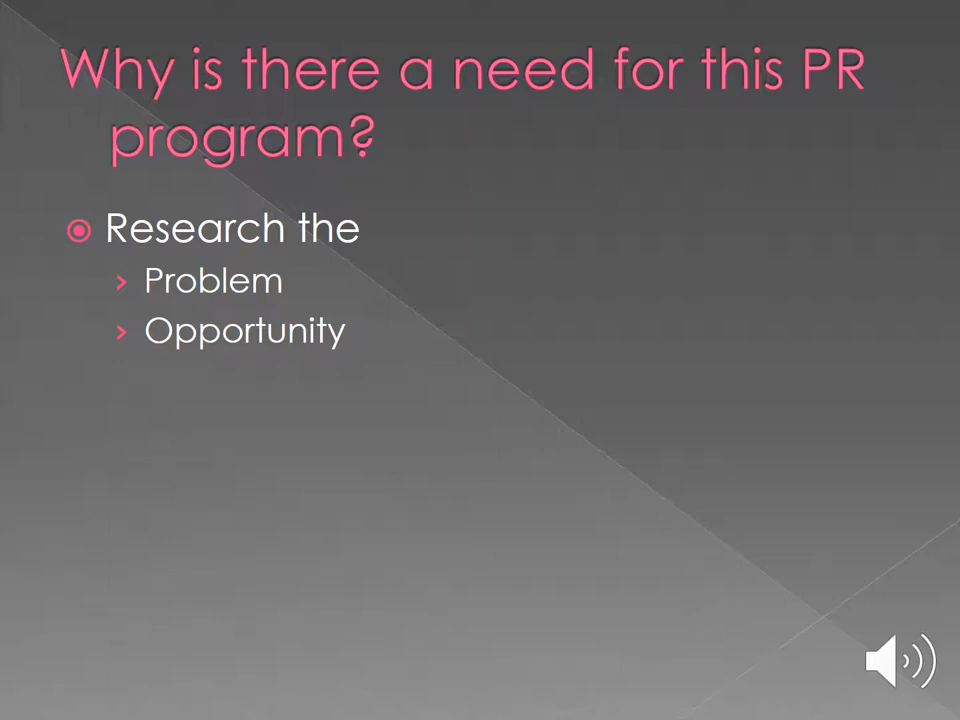 Why is there a need for this PR
program?
Research the
Problem
Opportunity